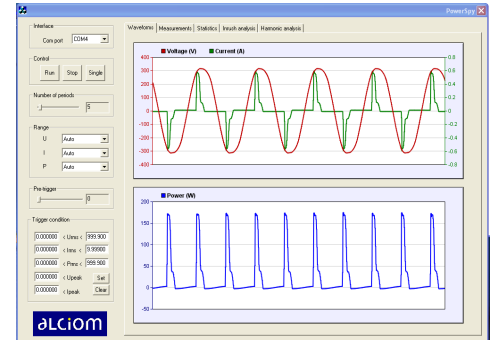 PowerSpy
Interface
Com port COM4
Control
Run Stop Single
Number of periods
5
Range
U Auto
I Auto
P Auto
Pre-trigger
0
Trigger condition
0.000000 < Urms < 999.900
0.000000 < Irms < 9.99900
0.000000 < Prms < 999.900
0.000000 < Upeak Set
0.000000 < Ipeak Clear
alciom
Waveforms Measurements Statistics Inrush analysis Harmonic analysis
Voltage (V) Current (A)
400 0.8
300 0.6
200 0.4
100 0.2
0 0
-100 -0.2
-200 -0.4
-300 -0.6
-400 -0.8
Power (W)
200
150
100
50
0
-50